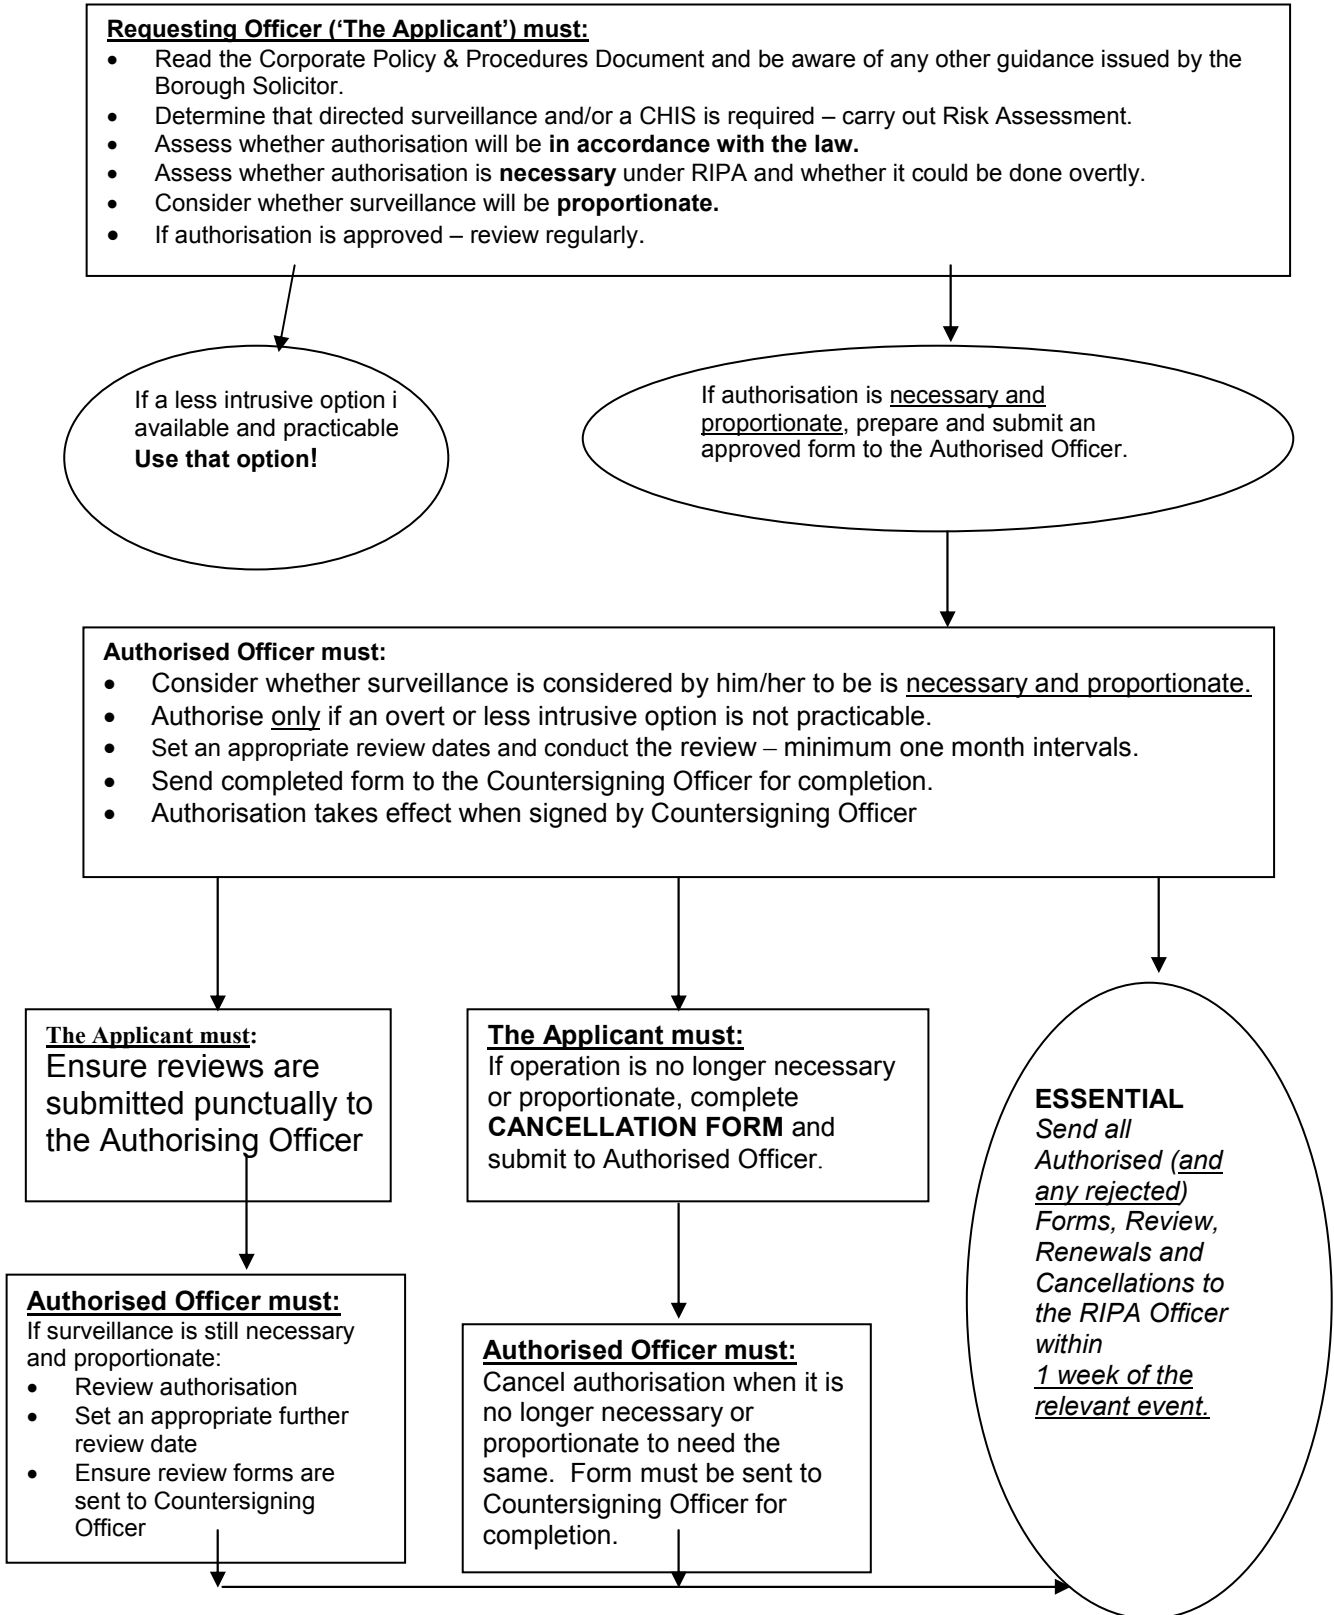 Requesting Officer (‘The Applicant’) must:
• Read the Corporate Policy & Procedures Document and be aware of any other guidance issued by the
Borough Solicitor.
• Determine that directed surveillance and/or a CHIS is required – carry out Risk Assessment.
• Assess whether authorisation will be in accordance with the law.
• Assess whether authorisation is necessary under RIPA and whether it could be done overtly.
• Consider whether surveillance will be proportionate.
• If authorisation is approved – review regularly.
If a less intrusive option i
available and practicable
Use that option!
If authorisation is necessary and
proportionate, prepare and submit an
approved form to the Authorised Officer.
Authorised Officer must:
• Consider whether surveillance is considered by him/her to be is necessary and proportionate.
• Authorise only if an overt or less intrusive option is not practicable.
• Set an appropriate review dates and conduct the review – minimum one month intervals.
• Send completed form to the Countersigning Officer for completion.
• Authorisation takes effect when signed by Countersigning Officer
The Applicant must:
Ensure reviews are
submitted punctually to
the Authorising Officer
The Applicant must:
If operation is no longer necessary
or proportionate, complete
CANCELLATION FORM and
submit to Authorised Officer.
ESSENTIAL
Send all
Authorised (and
any rejected)
Forms, Review,
Renewals and
Cancellations to
the RIPA Officer
within
1 week of the
relevant event.
Authorised Officer must:
If surveillance is still necessary
and proportionate:
• Review authorisation
• Set an appropriate further
review date
• Ensure review forms are
sent to Countersigning
Officer
Authorised Officer must:
Cancel authorisation when it is
no longer necessary or
proportionate to need the
same. Form must be sent to
Countersigning Officer for
completion.